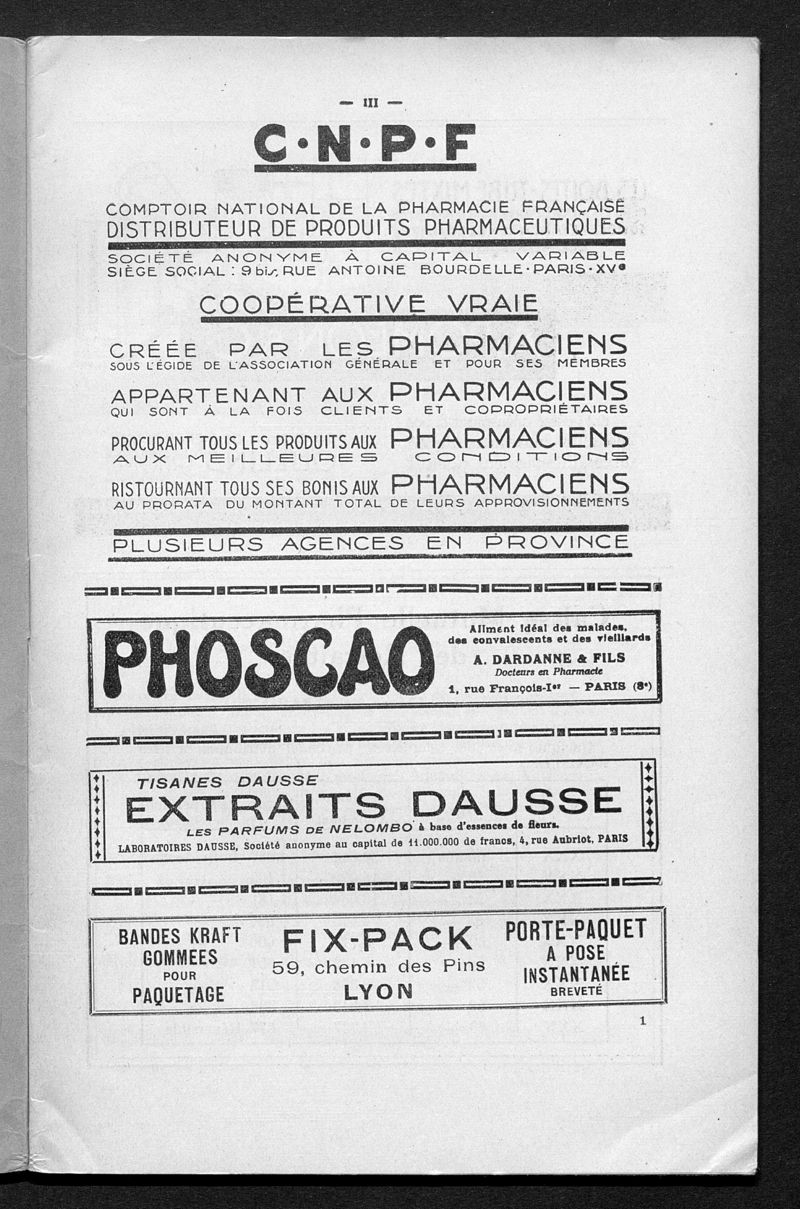 — III —
C·N·P·F
COMPTOIR NATIONAL DE LA PHARMACIE FRANÇAISE
DISTRIBUTEUR DE PRODUITS PHARMACEUTIQUES
SOCIÉTÉ ANONYME À CAPITAL VARIABLE
SIÈGE SOCIAL : 9 bis, RUE ANTOINE BOURDELLE · PARIS · XVe
COOPÉRATIVE VRAIE
CRÉÉE PAR LES PHARMACIENS
SOUS L'ÉGIDE DE L'ASSOCIATION GÉNÉRALE ET POUR SES MEMBRES
APPARTENANT AUX PHARMACIENS
QUI SONT À LA FOIS CLIENTS ET COPROPRIÉTAIRES
PROCURANT TOUS LES PRODUITS AUX PHARMACIENS
AUX MEILLEURES CONDITIONS
RISTOURNANT TOUS SES BONIS AUX PHARMACIENS
AU PRORATA DU MONTANT TOTAL DE LEURS APPROVISIONNEMENTS
PLUSIEURS AGENCES EN PROVINCE
PHOSCAO
Aliment idéal des malades,
des convalescents et des vieillards
A. DARDANNE & FILS
Docteurs en Pharmacie
1, rue François-Ier — PARIS (8e)
TISANES DAUSSE
EXTRAITS DAUSSE
LES PARFUMS DE NELOMBO à base d'essences de fleurs.
LABORATOIRES DAUSSE, Société anonyme au capital de 11.000.000 de francs, 4, rue Aubriot, PARIS
BANDES KRAFT
GOMMEES
POUR
PAQUETAGE
FIX-PACK
59, chemin des Pins
LYON
PORTE-PAQUET
A POSE
INSTANTANÉE
BREVETÉ
1